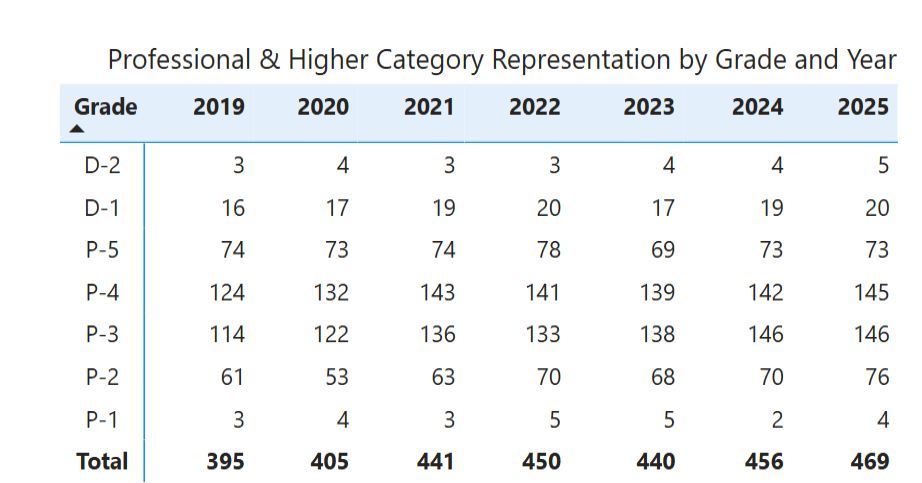 Professional & Higher Category Representation by Grade and Year
Grade 2019 2020 2021 2022 2023 2024 2025
D-2 3 4 3 3 4 4 5
D-1 16 17 19 20 17 19 20
P-5 74 73 74 78 69 73 73
P-4 124 132 143 141 139 142 145
P-3 114 122 136 133 138 146 146
P-2 61 53 63 70 68 70 76
P-1 3 4 3 5 5 2 4
Total 395 405 441 450 440 456 469